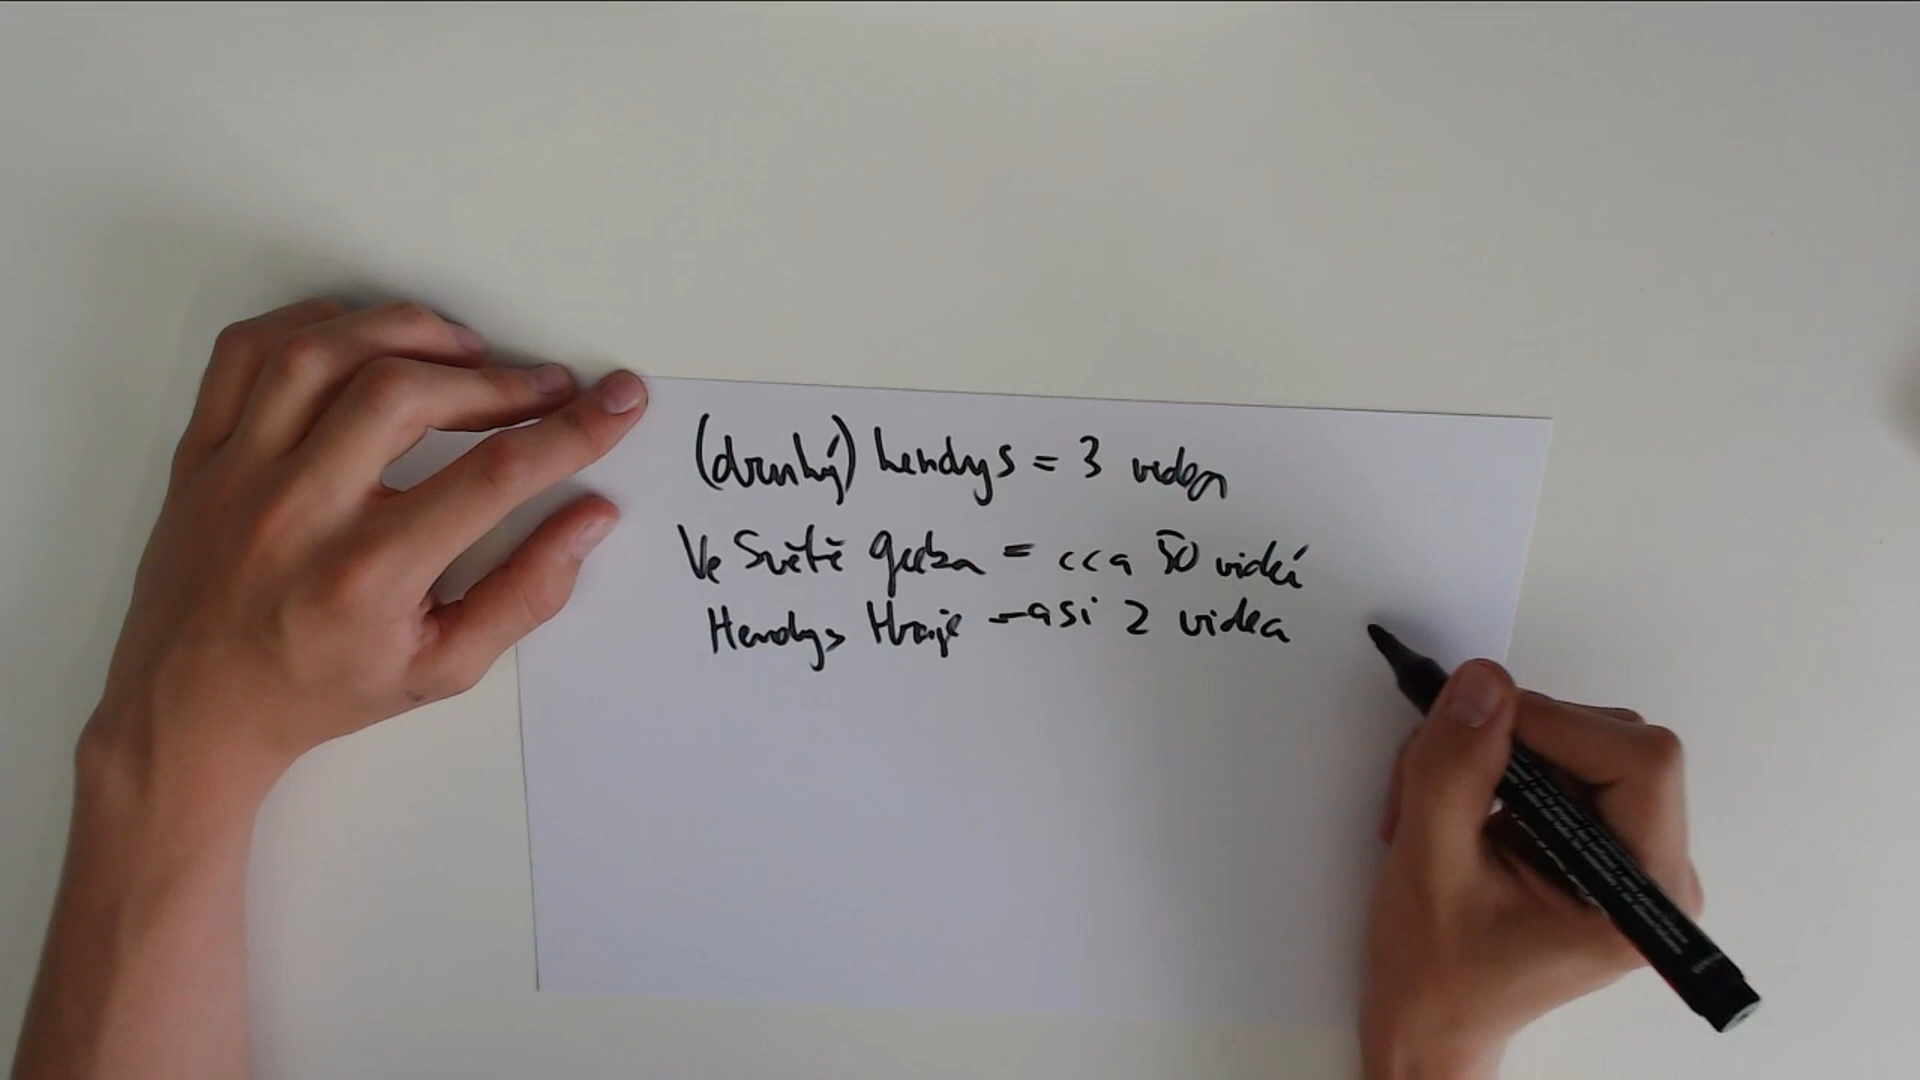 (druhý) hendys = 3 videa
Ve Světě geeka = cca 50 videí
Hendys Hraje - asi 2 videa